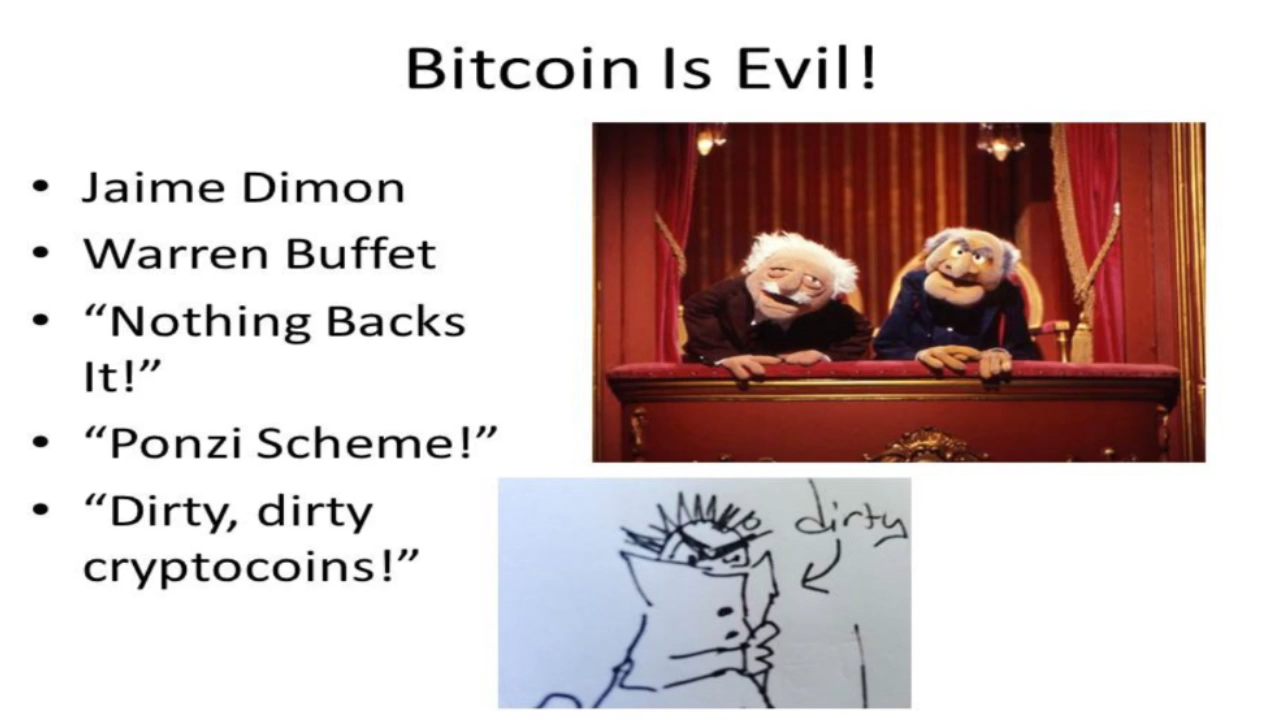 Bitcoin Is Evil!
• Jaime Dimon
• Warren Buffet
• “Nothing Backs
It!”
• “Ponzi Scheme!”
• “Dirty, dirty
cryptocoins!”
dirty